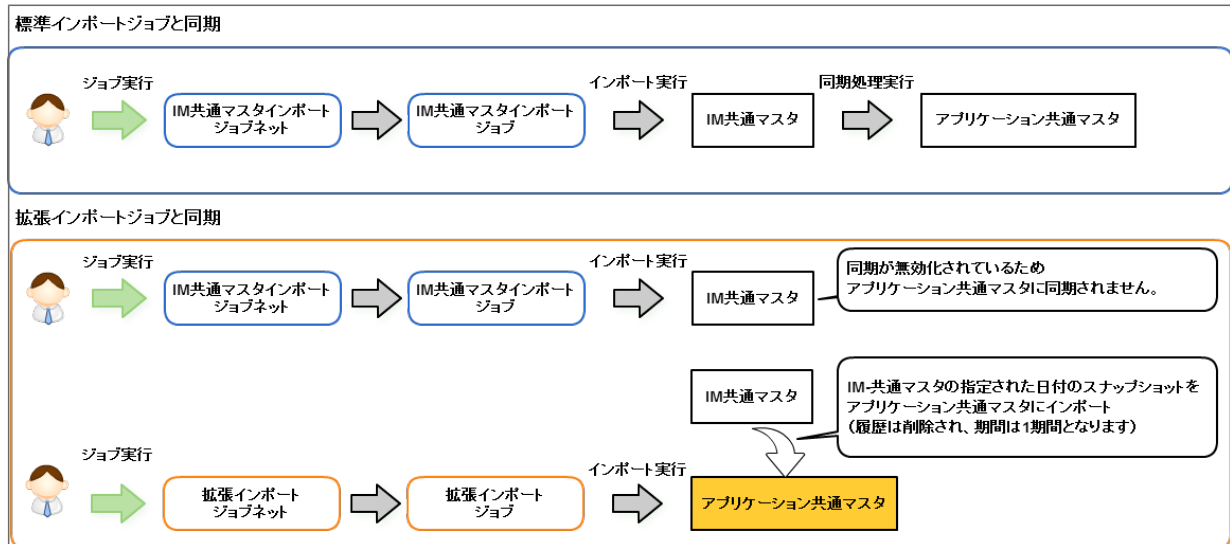 標準インポートジョブと同期
ジョブ実行
IM共通マスタインポート
ジョブネット
IM共通マスタインポート
ジョブ
インポート実行
IM共通マスタ
同期処理実行
アプリケーション共通マスタ
拡張インポートジョブと同期
ジョブ実行
IM共通マスタインポート
ジョブネット
IM共通マスタインポート
ジョブ
インポート実行
IM共通マスタ
同期が無効化されているため
アプリケーション共通マスタに同期されません。
IM共通マスタ
IM-共通マスタの指定された日付のスナップショットを
アプリケーション共通マスタにインポート
（履歴は削除され、期間は1期間となります）
ジョブ実行
拡張インポート
ジョブネット
拡張インポート
ジョブ
インポート実行
アプリケーション共通マスタ